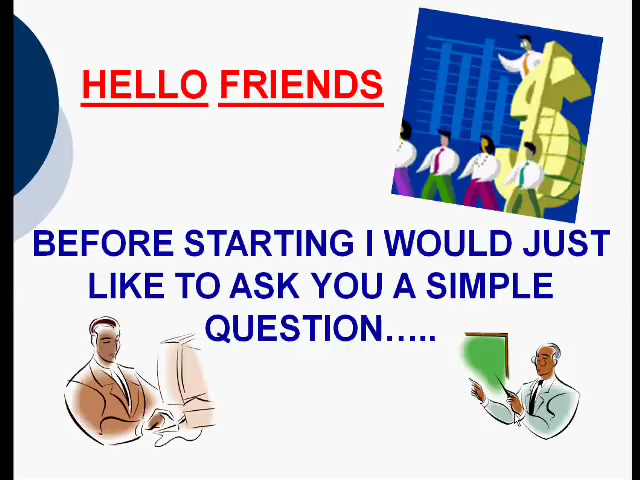 HELLO FRIENDS
BEFORE STARTING I WOULD JUST
LIKE TO ASK YOU A SIMPLE
QUESTION…..